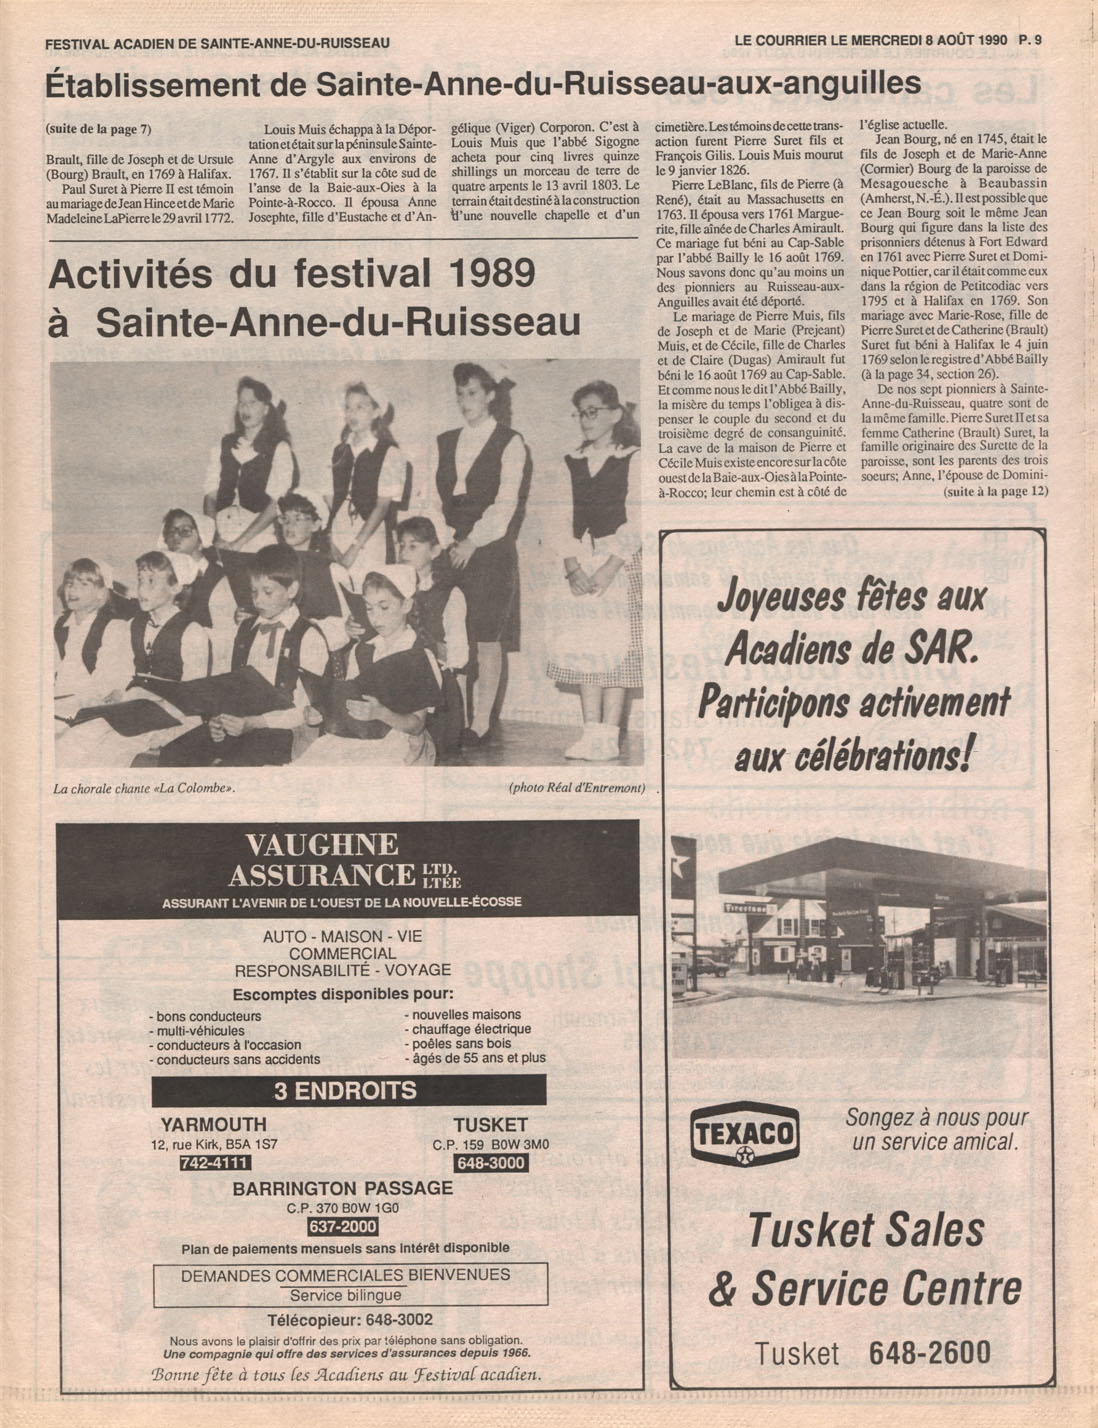 FESTIVAL ACADIEN DE SAINTE-ANNE-DU-RUISSEAU
LE COURRIER LE MERCREDI 8 AOÛT 1990 P. 9
Établissement de Sainte-Anne-du-Ruisseau-aux-anguilles
(suite de la page 7)
Brault, fille de Joseph et de Ursule
(Bourg) Brault, en 1769 à Halifax.
Paul Suret à Pierre II est témoin
au mariage de Jean Hince et de Marie
Madeleine LaPierre le 29 avril 1772.
Louis Muis échappa à la Dépor-
tation et était sur la péninsule Sainte-
Anne d'Argyle aux environs de
1767. Il s'établit sur la côte sud de
l'anse de la Baie-aux-Oies à la
Pointe-à-Rocco. Il épousa Anne
Josephte, fille d'Eustache et d'An-
gélique (Viger) Corporon. C'est à
Louis Muis que l'abbé Sigogne
acheta pour cinq livres quinze
shillings un morceau de terre de
quatre arpents le 13 avril 1803. Le
terrain était destiné à la construction
d'une nouvelle chapelle et d'un
cimetière. Les témoins de cette trans-
action furent Pierre Suret fils et
François Gilis. Louis Muis mourut
le 9 janvier 1826.
Pierre LeBlanc, fils de Pierre (à
René), était au Massachusetts en
1763. Il épousa vers 1761 Margue-
rite, fille aînée de Charles Amirault.
Ce mariage fut béni au Cap-Sable
par l'abbé Bailly le 16 août 1769.
Nous savons donc qu'au moins un
des pionniers au Ruisseau-aux-
Anguilles avait été déporté.
Le mariage de Pierre Muis, fils
de Joseph et de Marie (Prejeant)
Muis, et de Cécile, fille de Charles
et de Claire (Dugas) Amirault fut
béni le 16 août 1769 au Cap-Sable.
Et comme nous le dit l'Abbé Bailly,
la misère du temps l'obligea à dis-
penser le couple du second et du
troisième degré de consanguinité.
La cave de la maison de Pierre et
Cécile Muis existe encore sur la côte
ouest de la Baie-aux-Oies à la Pointe-
à-Rocco; leur chemin est à côté de
l'église actuelle.
Jean Bourg, né en 1745, était le
fils de Joseph et de Marie-Anne
(Cormier) Bourg de la paroisse de
Mesagouesche à Beaubassin
(Amherst, N.-É.). Il est possible que
ce Jean Bourg soit le même Jean
Bourg qui figure dans la liste des
prisonniers détenus à Fort Edward
en 1761 avec Pierre Suret et Domi-
nique Pottier, car il était comme eux
dans la région de Petitcodiac vers
1795 et à Halifax en 1769. Son
mariage avec Marie-Rose, fille de
Pierre Suret et de Catherine (Brault)
Suret fut béni à Halifax le 4 juin
1769 selon le registre d'Abbé Bailly
(à la page 34, section 26).
De nos sept pionniers à Sainte-
Anne-du-Ruisseau, quatre sont de
la même famille. Pierre Suret II et sa
femme Catherine (Brault) Suret, la
famille originaire des Surette de la
paroisse, sont les parents des trois
soeurs; Anne, l'épouse de Domini-
(suite à la page 12)
Activités du festival 1989
à Sainte-Anne-du-Ruisseau
La chorale chante «La Colombe».
(photo Réal d'Entremont)
VAUGHNE
ASSURANCE LTD.
LTÉE
ASSURANT L'AVENIR DE L'OUEST DE LA NOUVELLE-ÉCOSSE
AUTO - MAISON - VIE
COMMERCIAL
RESPONSABILITÉ - VOYAGE
Escomptes disponibles pour:
- bons conducteurs
- multi-véhicules
- conducteurs à l'occasion
- conducteurs sans accidents
- nouvelles maisons
- chauffage électrique
- poêles sans bois
- âgés de 55 ans et plus
3 ENDROITS
YARMOUTH
12, rue Kirk, B5A 1S7
742-4111
TUSKET
C.P. 159 B0W 3M0
648-3000
BARRINGTON PASSAGE
C.P. 370 B0W 1G0
637-2000
Plan de paiements mensuels sans intérêt disponible
DEMANDES COMMERCIALES BIENVENUES
Service bilingue
Télécopieur: 648-3002
Nous avons le plaisir d'offrir des prix par téléphone sans obligation.
Une compagnie qui offre des services d'assurances depuis 1966.
Bonne fête à tous les Acadiens au Festival acadien.
Joyeuses fêtes aux
Acadiens de SAR.
Participons activement
aux célébrations!
Firestone
TEXACO
Songez à nous pour
un service amical.
Tusket Sales
& Service Centre
Tusket 648-2600